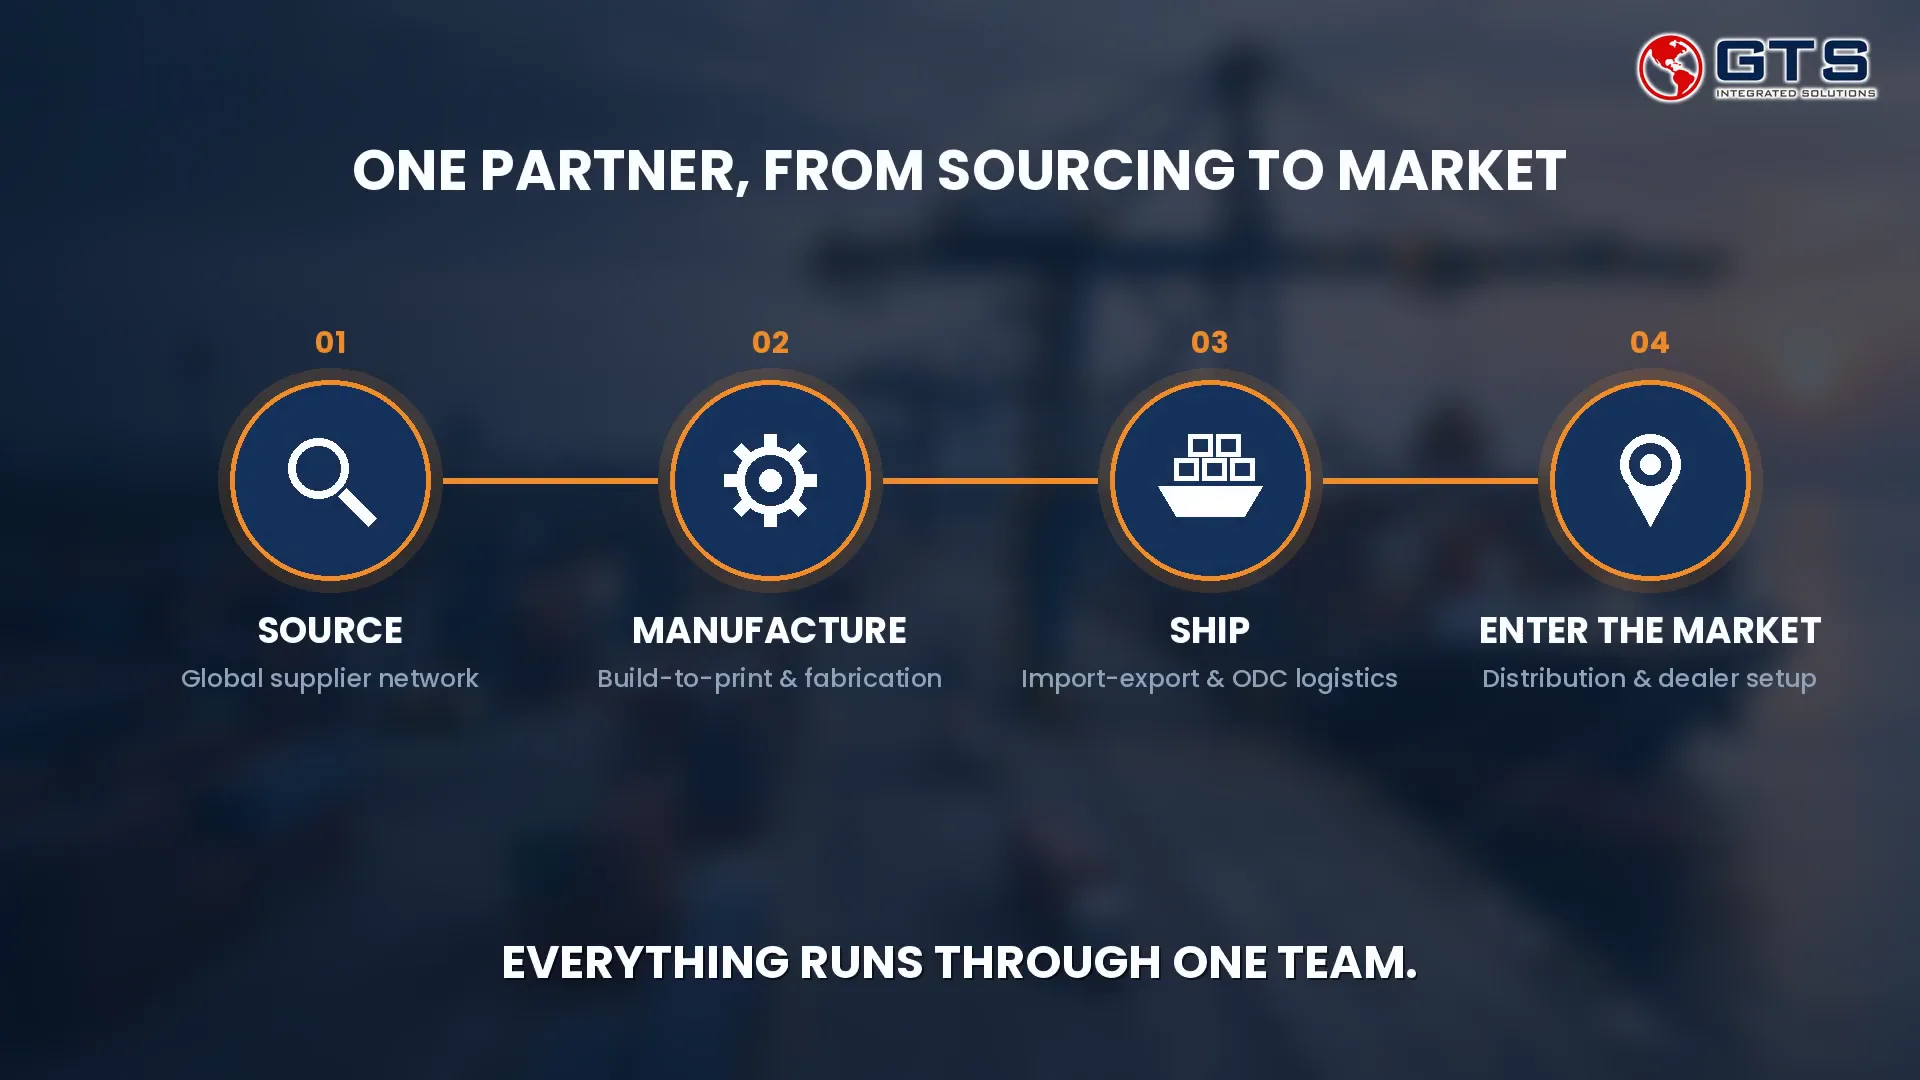 GTS
INTEGRATED SOLUTIONS
ONE PARTNER, FROM SOURCING TO MARKET
01
SOURCE
Global supplier network
02
MANUFACTURE
Build-to-print & fabrication
03
SHIP
Import-export & ODC logistics
04
ENTER THE MARKET
Distribution & dealer setup
EVERYTHING RUNS THROUGH ONE TEAM.